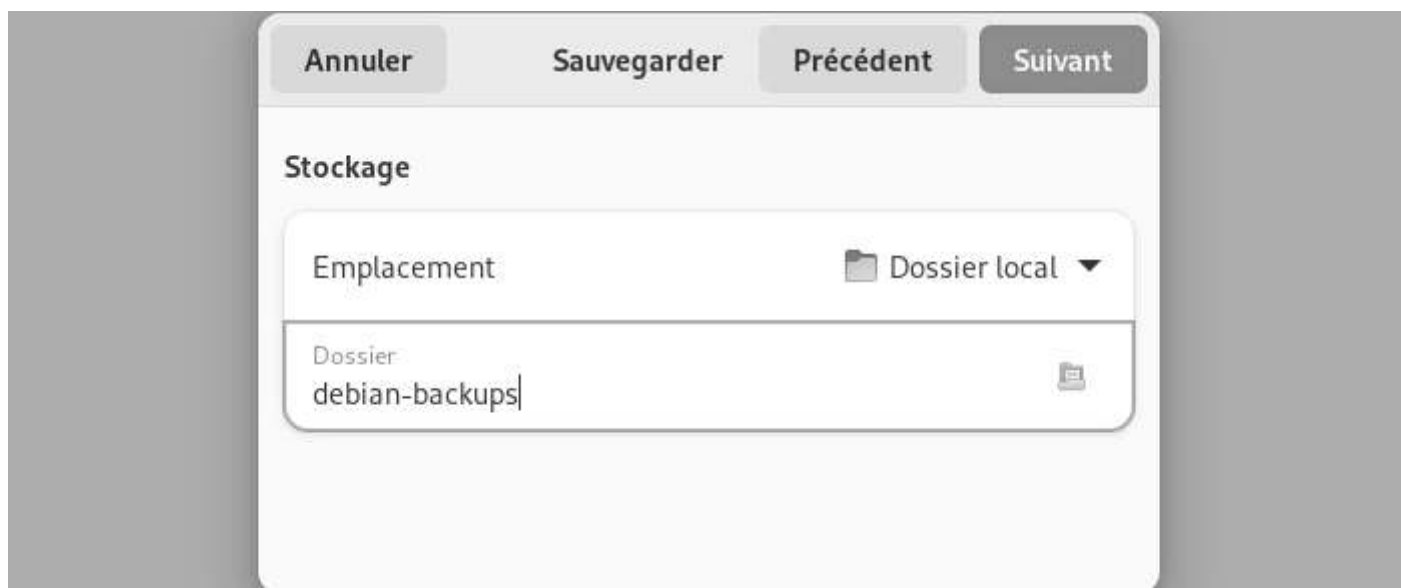 Annuler Sauvegarder Précédent Suivant
Stockage
Emplacement Dossier local
Dossier
debian-backups